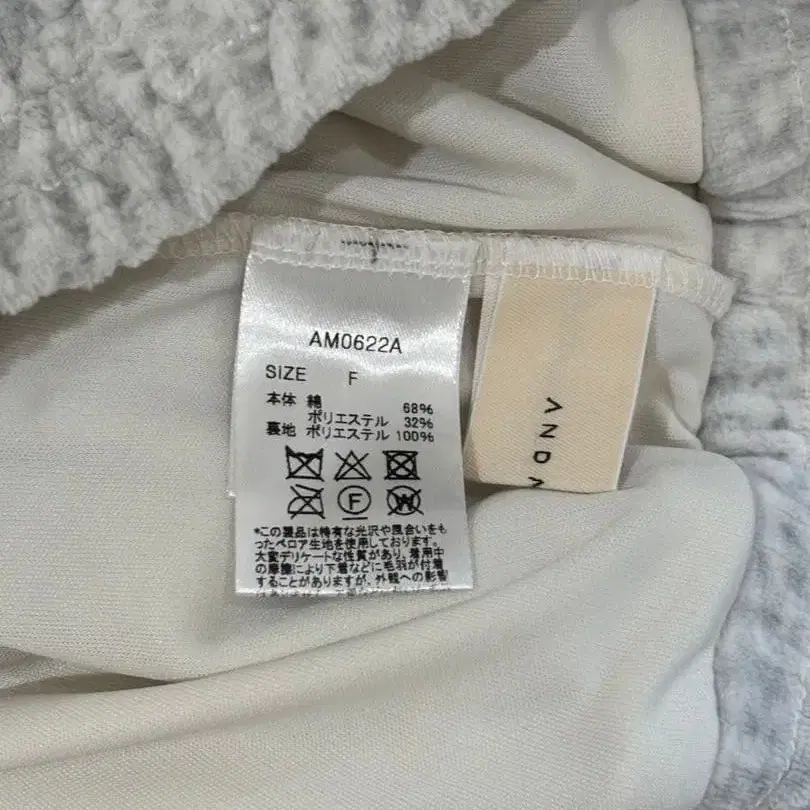 AM0622A
SIZE F
本体 綿 68%
ポリエステル 32%
裏地 ポリエステル 100%
F W
*この製品は特有な光沢や風合いをも
ったベロア生地を使用しております。
大変デリケートな性質があり、着用中
の摩擦により下着などに毛羽が付着
することがありますが、外観への影響
AND